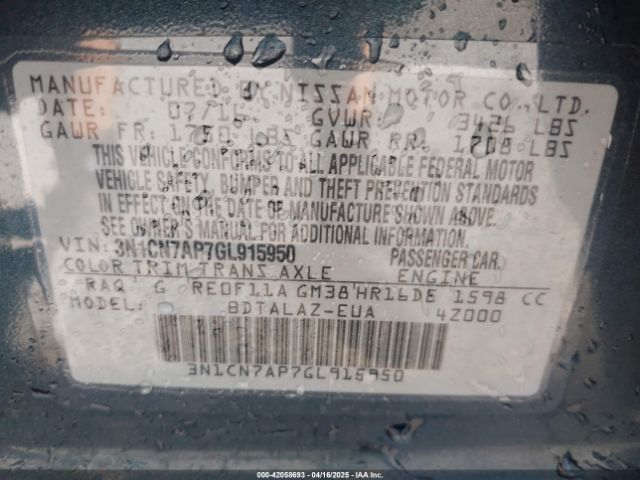 MANUFACTURED BY NISSAN MOTOR CO., LTD.
DATE: 07/15 GVWR: 3426 LBS
GAWR FR: 1750 LBS GAWR RR: 1708 LBS
THIS VEHICLE CONFORMS TO ALL APPLICABLE FEDERAL MOTOR
VEHICLE SAFETY, BUMPER AND THEFT PREVENTION STANDARDS
IN EFFECT ON THE DATE OF MANUFACTURE SHOWN ABOVE.
SEE OWNER'S MANUAL FOR ADDITIONAL INFORMATION.
VIN: 3N1CN7AP7GL915950 PASSENGER CAR.
COLOR TRIM TRANS AXLE ENGINE
RAQ G RE0F11A GM38 HR16DE 1598 CC
MODEL: BDTALAZ-EUA 4Z000
3N1CN7AP7GL915950
000-42058693 - 04/16/2025 - IAAI.COM